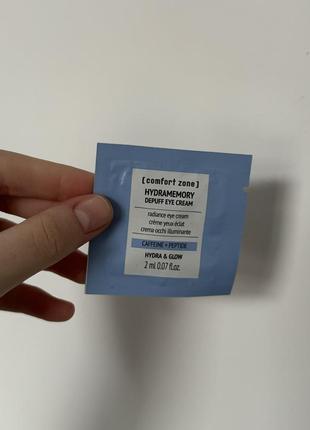 [ comfort zone ]
HYDRAMEMORY
DEPUFF EYE CREAM
radiance eye cream
crème yeux éclat
crema occhi illuminante
CAFFEINE + PEPTIDE
HYDRA & GLOW
2 ml 0.07 fl.oz.